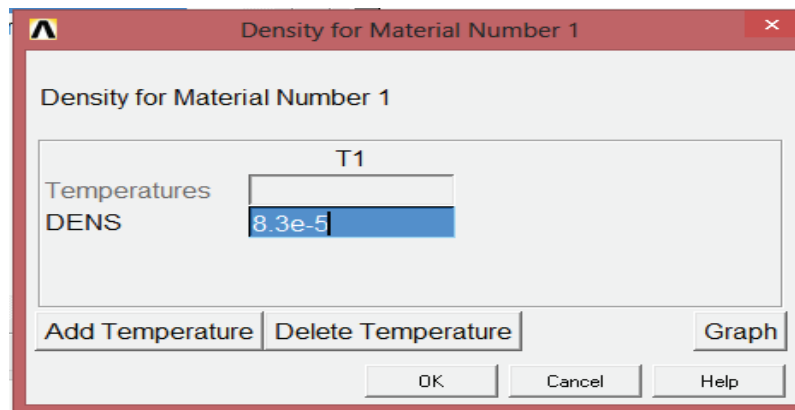 Density for Material Number 1
Density for Material Number 1
T1
Temperatures
DENS 8.3e-5
Add Temperature Delete Temperature Graph
OK Cancel Help